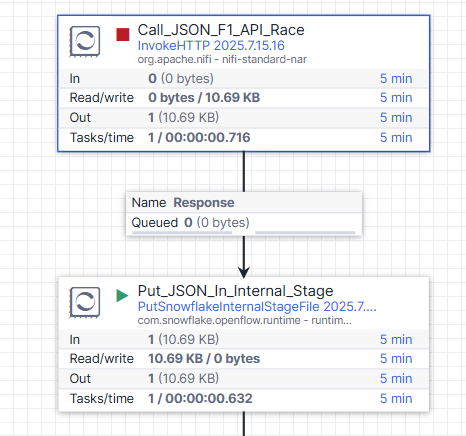 Call_JSON_F1_API_Race
InvokeHTTP 2025.7.15.16
org.apache.nifi - nifi-standard-nar
In 0 (0 bytes) 5 min
Read/write 0 bytes / 10.69 KB 5 min
Out 1 (10.69 KB) 5 min
Tasks/time 1 / 00:00:00.716 5 min
Name Response
Queued 0 (0 bytes)
Put_JSON_In_Internal_Stage
PutSnowflakeInternalStageFile 2025.7....
com.snowflake.openflow.runtime - runtim...
In 1 (10.69 KB) 5 min
Read/write 10.69 KB / 0 bytes 5 min
Out 1 (10.69 KB) 5 min
Tasks/time 1 / 00:00:00.632 5 min